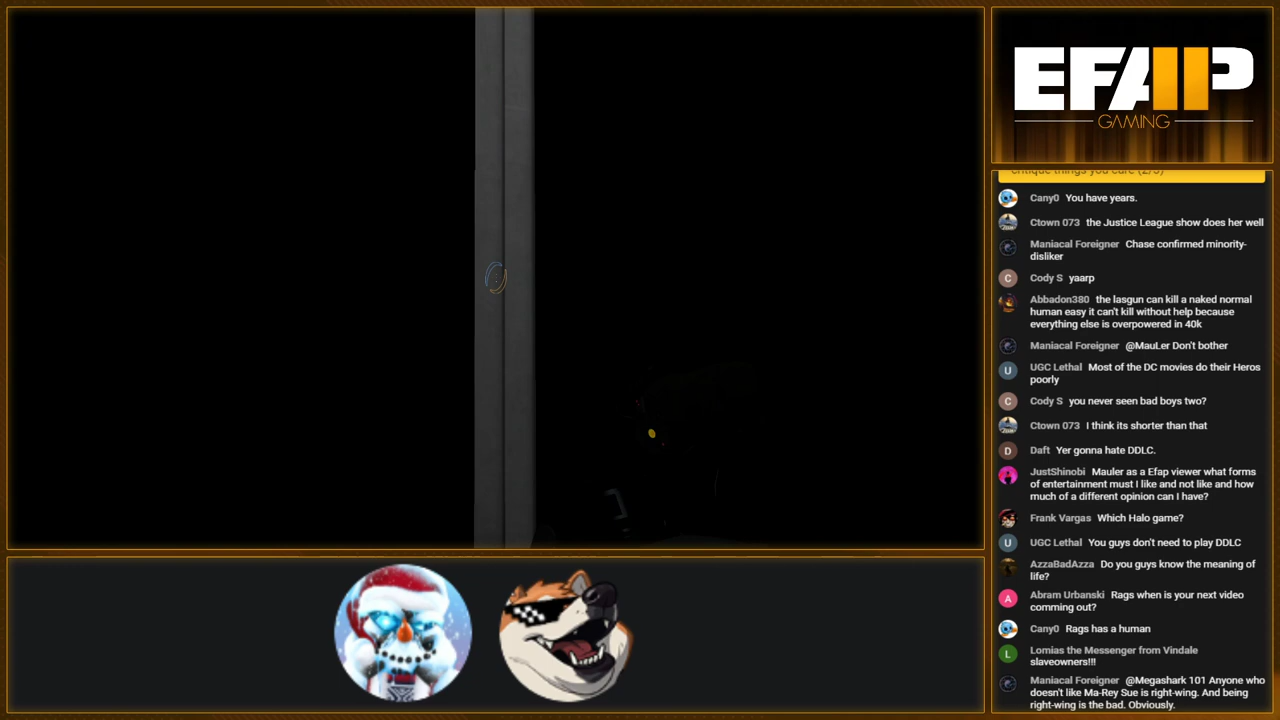 EFAIIP
GAMING
critique things you care (2/3)
Cany0 You have years.
Ctown 073 the Justice League show does her well
Maniacal Foreigner Chase confirmed minority-
disliker
C Cody S yaarp
Abbadon380 the lasgun can kill a naked normal
human easy it can't kill without help because
everything else is overpowered in 40k
Maniacal Foreigner @MauLer Don't bother
U UGC Lethal Most of the DC movies do their Heros
poorly
C Cody S you never seen bad boys two?
Ctown 073 I think its shorter than that
D Daft Yer gonna hate DDLC.
JustShinobi Mauler as a Efap viewer what forms
of entertainment must I like and not like and how
much of a different opinion can I have?
Frank Vargas Which Halo game?
U UGC Lethal You guys don't need to play DDLC
AzzaBadAzza Do you guys know the meaning of
life?
A Abram Urbanski Rags when is your next video
comming out?
Cany0 Rags has a human
L Lomias the Messenger from Vindale
slaveowners!!!
Maniacal Foreigner @Megashark 101 Anyone who
doesn't like Ma-Rey Sue is right-wing. And being
right-wing is the bad. Obviously.